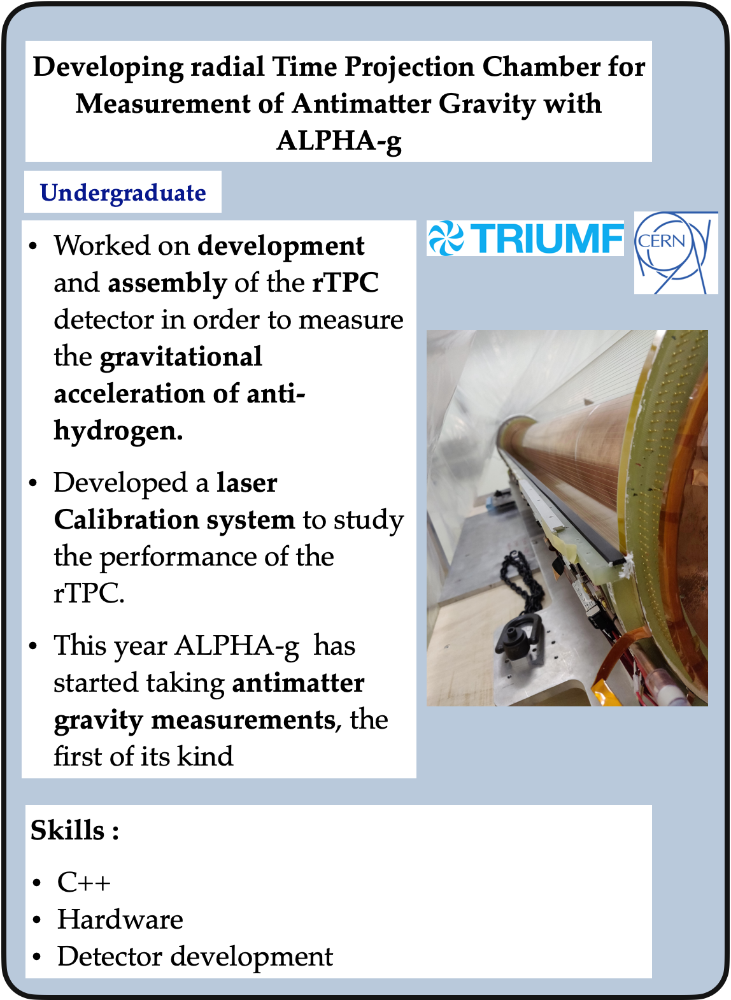 Developing radial Time Projection Chamber for
Measurement of Antimatter Gravity with
ALPHA-g
Undergraduate
• Worked on development
and assembly of the rTPC
detector in order to measure
the gravitational
acceleration of anti-
hydrogen.
• Developed a laser
Calibration system to study
the performance of the
rTPC.
• This year ALPHA-g  has
started taking antimatter
gravity measurements, the
first of its kind
TRIUMF
CERN
Skills :
• C++
• Hardware
• Detector development